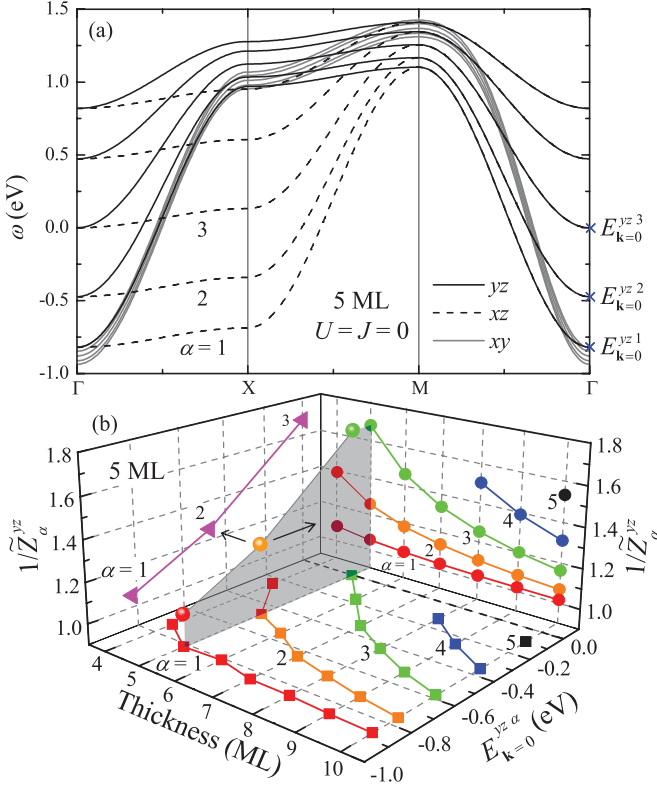 (a)
ω (eV)
1.5
1.0
0.5
0.0
-0.5
-1.0
3
2
α = 1
5 ML
U = J = 0
yz
xz
xy
E^{yz 3}_{k=0}
E^{yz 2}_{k=0}
E^{yz 1}_{k=0}
Γ X M Γ
(b)
5 ML
1/Z̃^{yz}_α
1.8
1.6
1.4
1.2
1.0
α = 1
2
3
1/Z̃^{yz}_α
1.8
1.6
1.4
1.2
1.0
α = 1
2
3
4
5
α = 1
2
3
4
5
Thickness (ML)
4 5 6 7 8 9 10
E^{yz α}_{k=0} (eV)
-1.0 -0.8 -0.6 -0.4 -0.2 0.0